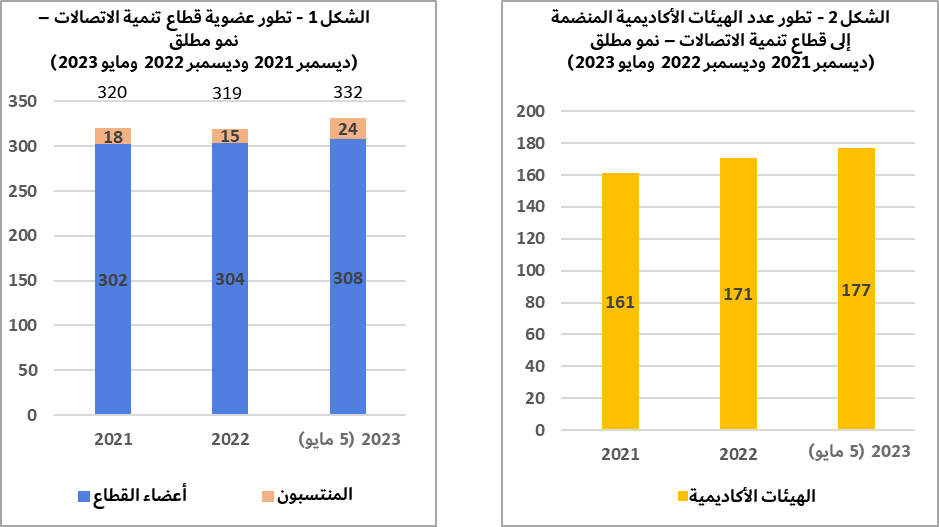 الشكل 1 - تطور عضوية قطاع تنمية الاتصالات –
نمو مطلق
(ديسمبر 2021 وديسمبر 2022 ومايو 2023)
320 319 332
350
300
250
200
150
100
50
0
18 15 24
302 304 308
2021 2022 2023 (5 مايو)
أعضاء القطاع المنتسبون
الشكل 2 - تطور عدد الهيئات الأكاديمية المنضمة
إلى قطاع تنمية الاتصالات – نمو مطلق
(ديسمبر 2021 وديسمبر 2022 ومايو 2023)
200
180
160
140
120
100
80
60
40
20
0
161 171 177
2021 2022 2023 (5 مايو)
الهيئات الأكاديمية